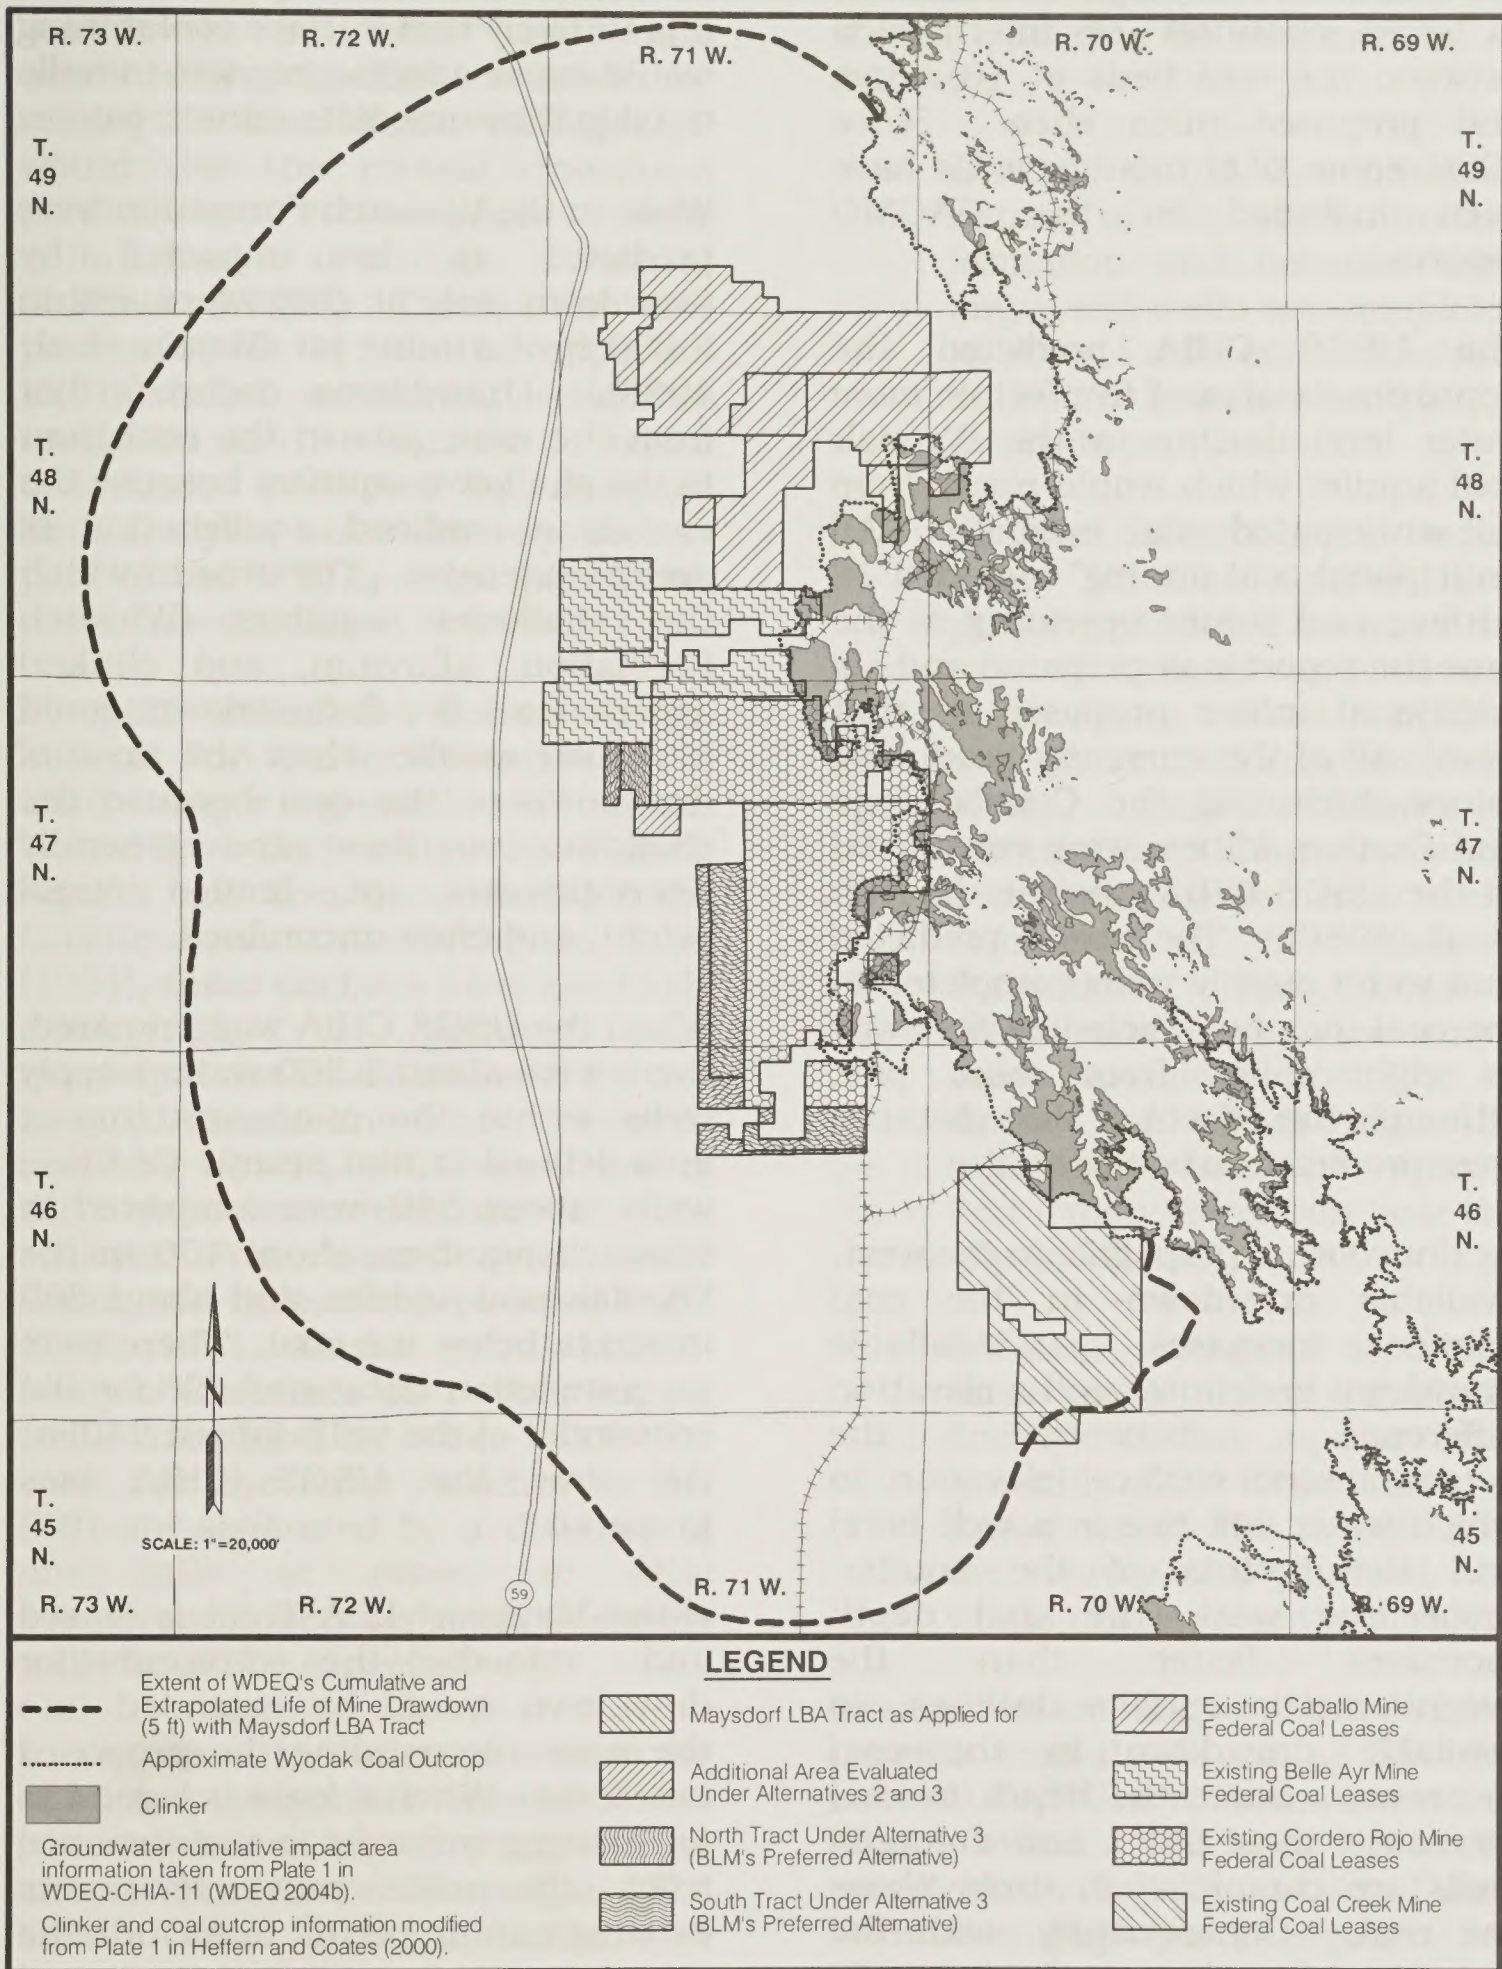 R. 73 W.
R. 72 W.
R. 71 W.
R. 70 W.
R. 69 W.
T.
49
N.
T.
49
N.
T.
48
N.
T.
48
N.
T.
47
N.
T.
47
N.
T.
46
N.
T.
46
N.
N
T.
45
N.
T.
45
N.
SCALE: 1"=20,000'
59
R. 73 W.
R. 72 W.
R. 71 W.
R. 70 W.
R. 69 W.
LEGEND
Extent of WDEQ's Cumulative and
Extrapolated Life of Mine Drawdown
(5 ft) with Maysdorf LBA Tract
Approximate Wyodak Coal Outcrop
Clinker
Groundwater cumulative impact area
information taken from Plate 1 in
WDEQ-CHIA-11 (WDEQ 2004b).
Clinker and coal outcrop information modified
from Plate 1 in Heffern and Coates (2000).
Maysdorf LBA Tract as Applied for
Additional Area Evaluated
Under Alternatives 2 and 3
North Tract Under Alternative 3
(BLM's Preferred Alternative)
South Tract Under Alternative 3
(BLM's Preferred Alternative)
Existing Caballo Mine
Federal Coal Leases
Existing Belle Ayr Mine
Federal Coal Leases
Existing Cordero Rojo Mine
Federal Coal Leases
Existing Coal Creek Mine
Federal Coal Leases